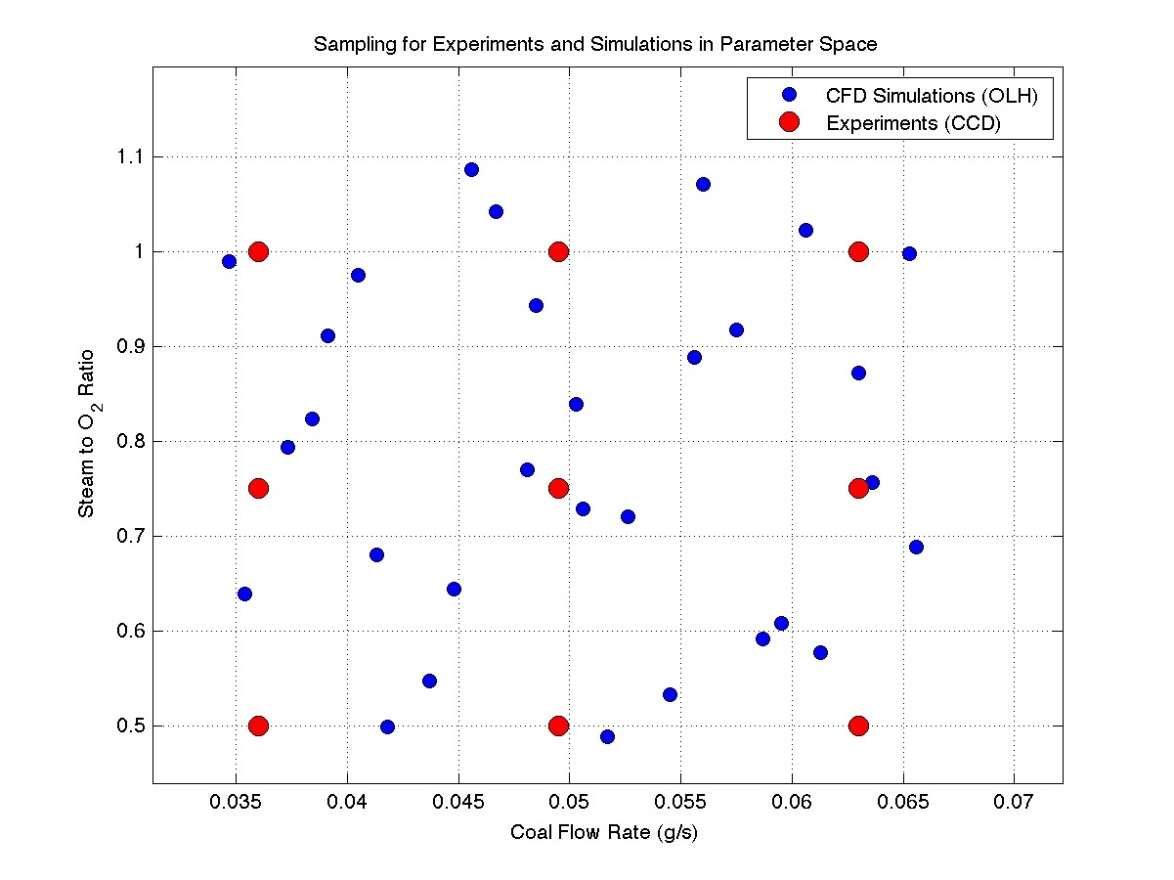 Sampling for Experiments and Simulations in Parameter Space
CFD Simulations (OLH)
Experiments (CCD)
1.1
1
0.9
0.8
0.7
0.6
0.5
Steam to O2 Ratio
0.035 0.04 0.045 0.05 0.055 0.06 0.065 0.07
Coal Flow Rate (g/s)